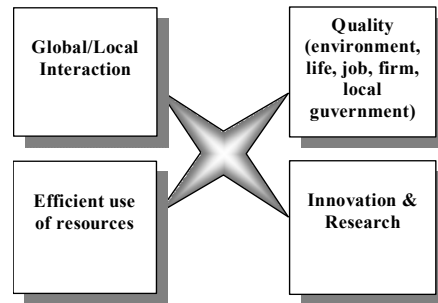 Global/Local
Interaction
Quality
(environment,
life, job, firm,
local
guvernment)
Efficient use
of resources
Innovation &
Research